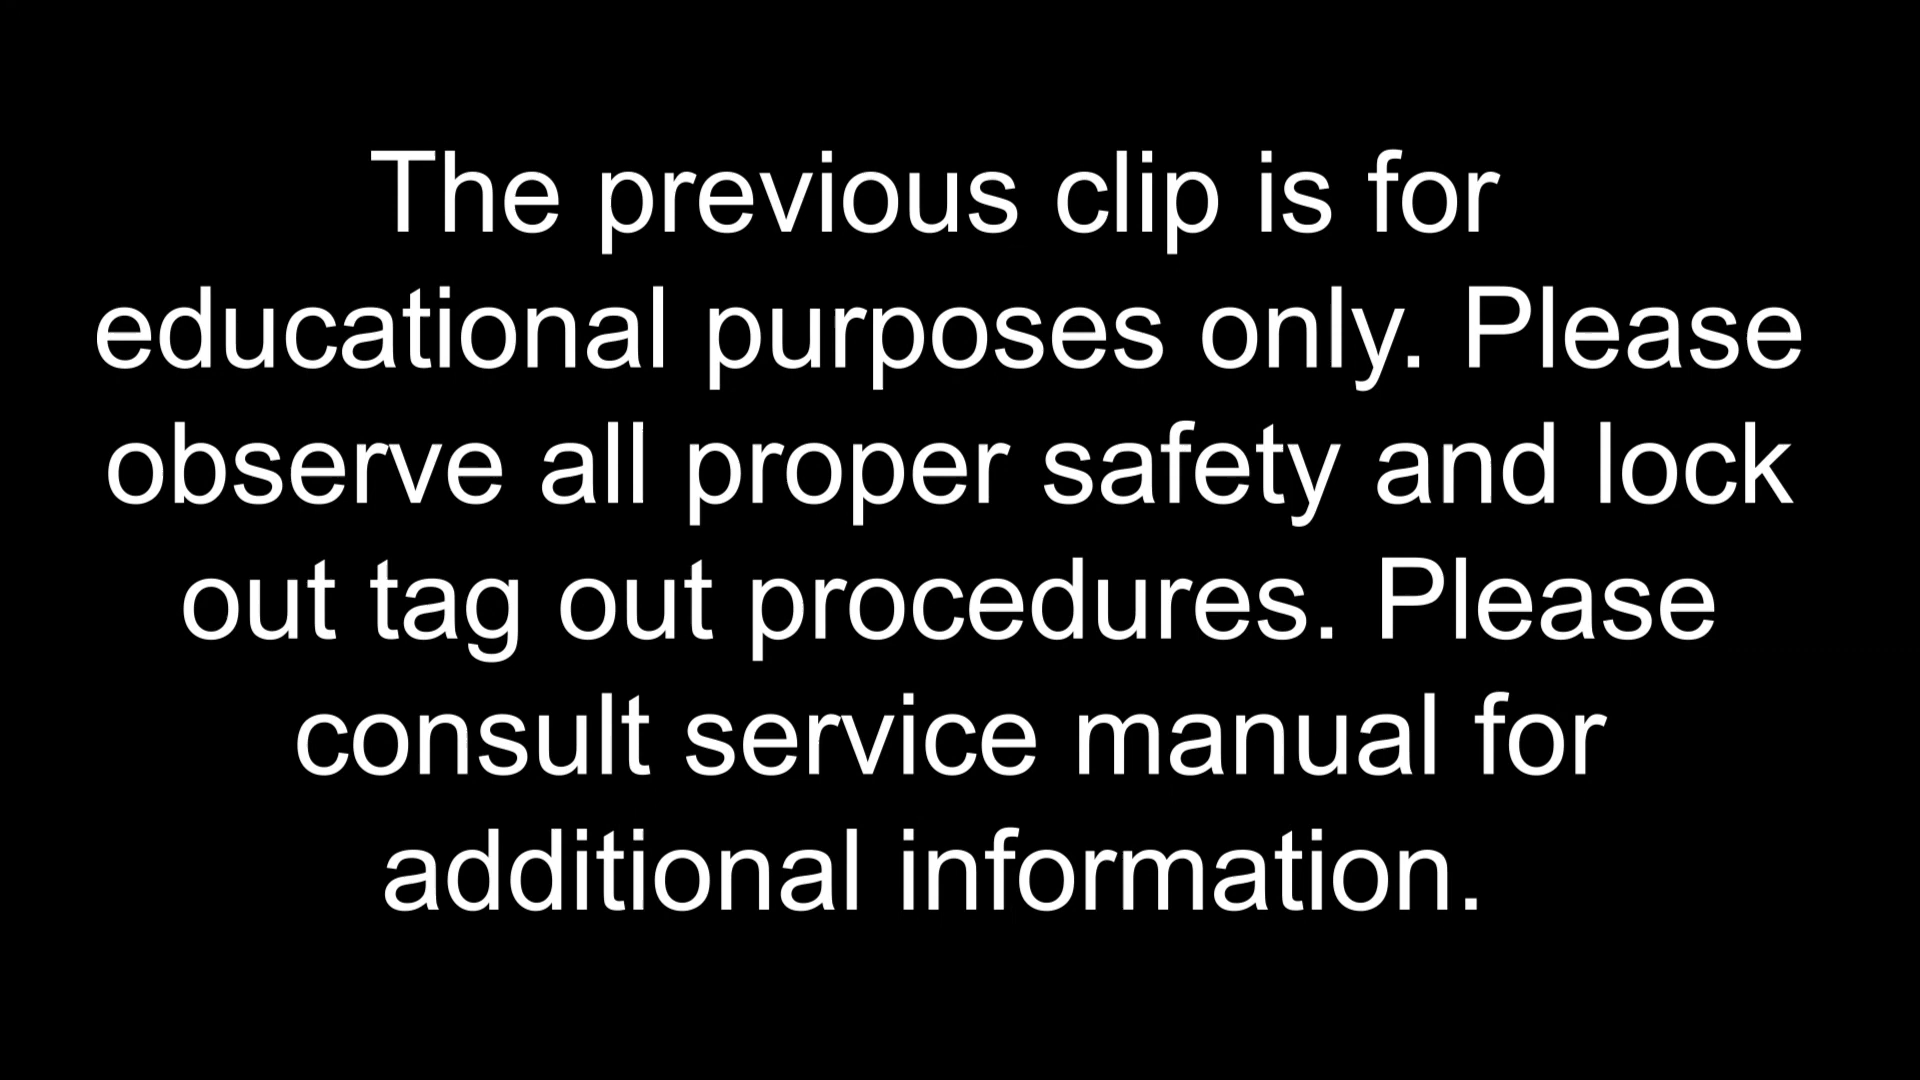 The previous clip is for
educational purposes only. Please
observe all proper safety and lock
out tag out procedures. Please
consult service manual for
additional information.